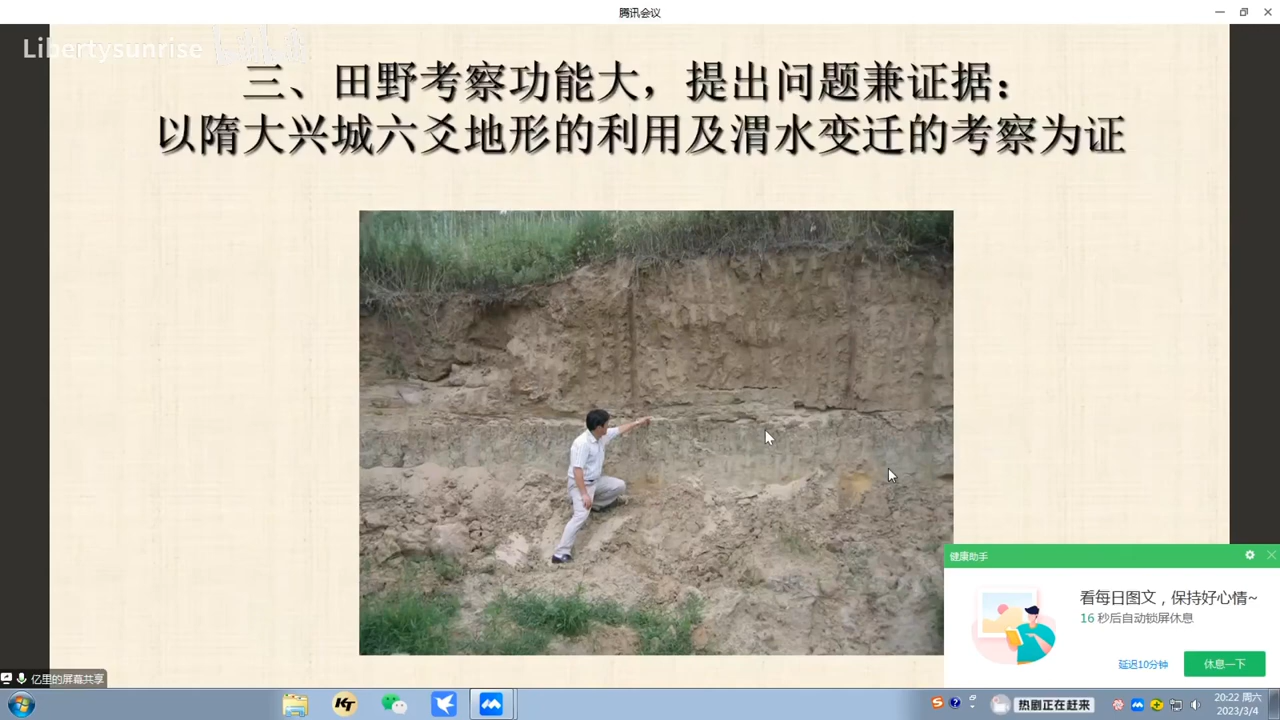 腾讯会议
Libertysunrise
三、田野考察功能大，提出问题兼证据：
以隋大兴城六爻地形的利用及渭水变迁的考察为证
健康助手
看每日图文，保持好心情~
16 秒后自动锁屏休息
延迟10分钟
休息一下
亿里的屏幕共享
热剧正在赶来
20:22 周六
2023/3/4